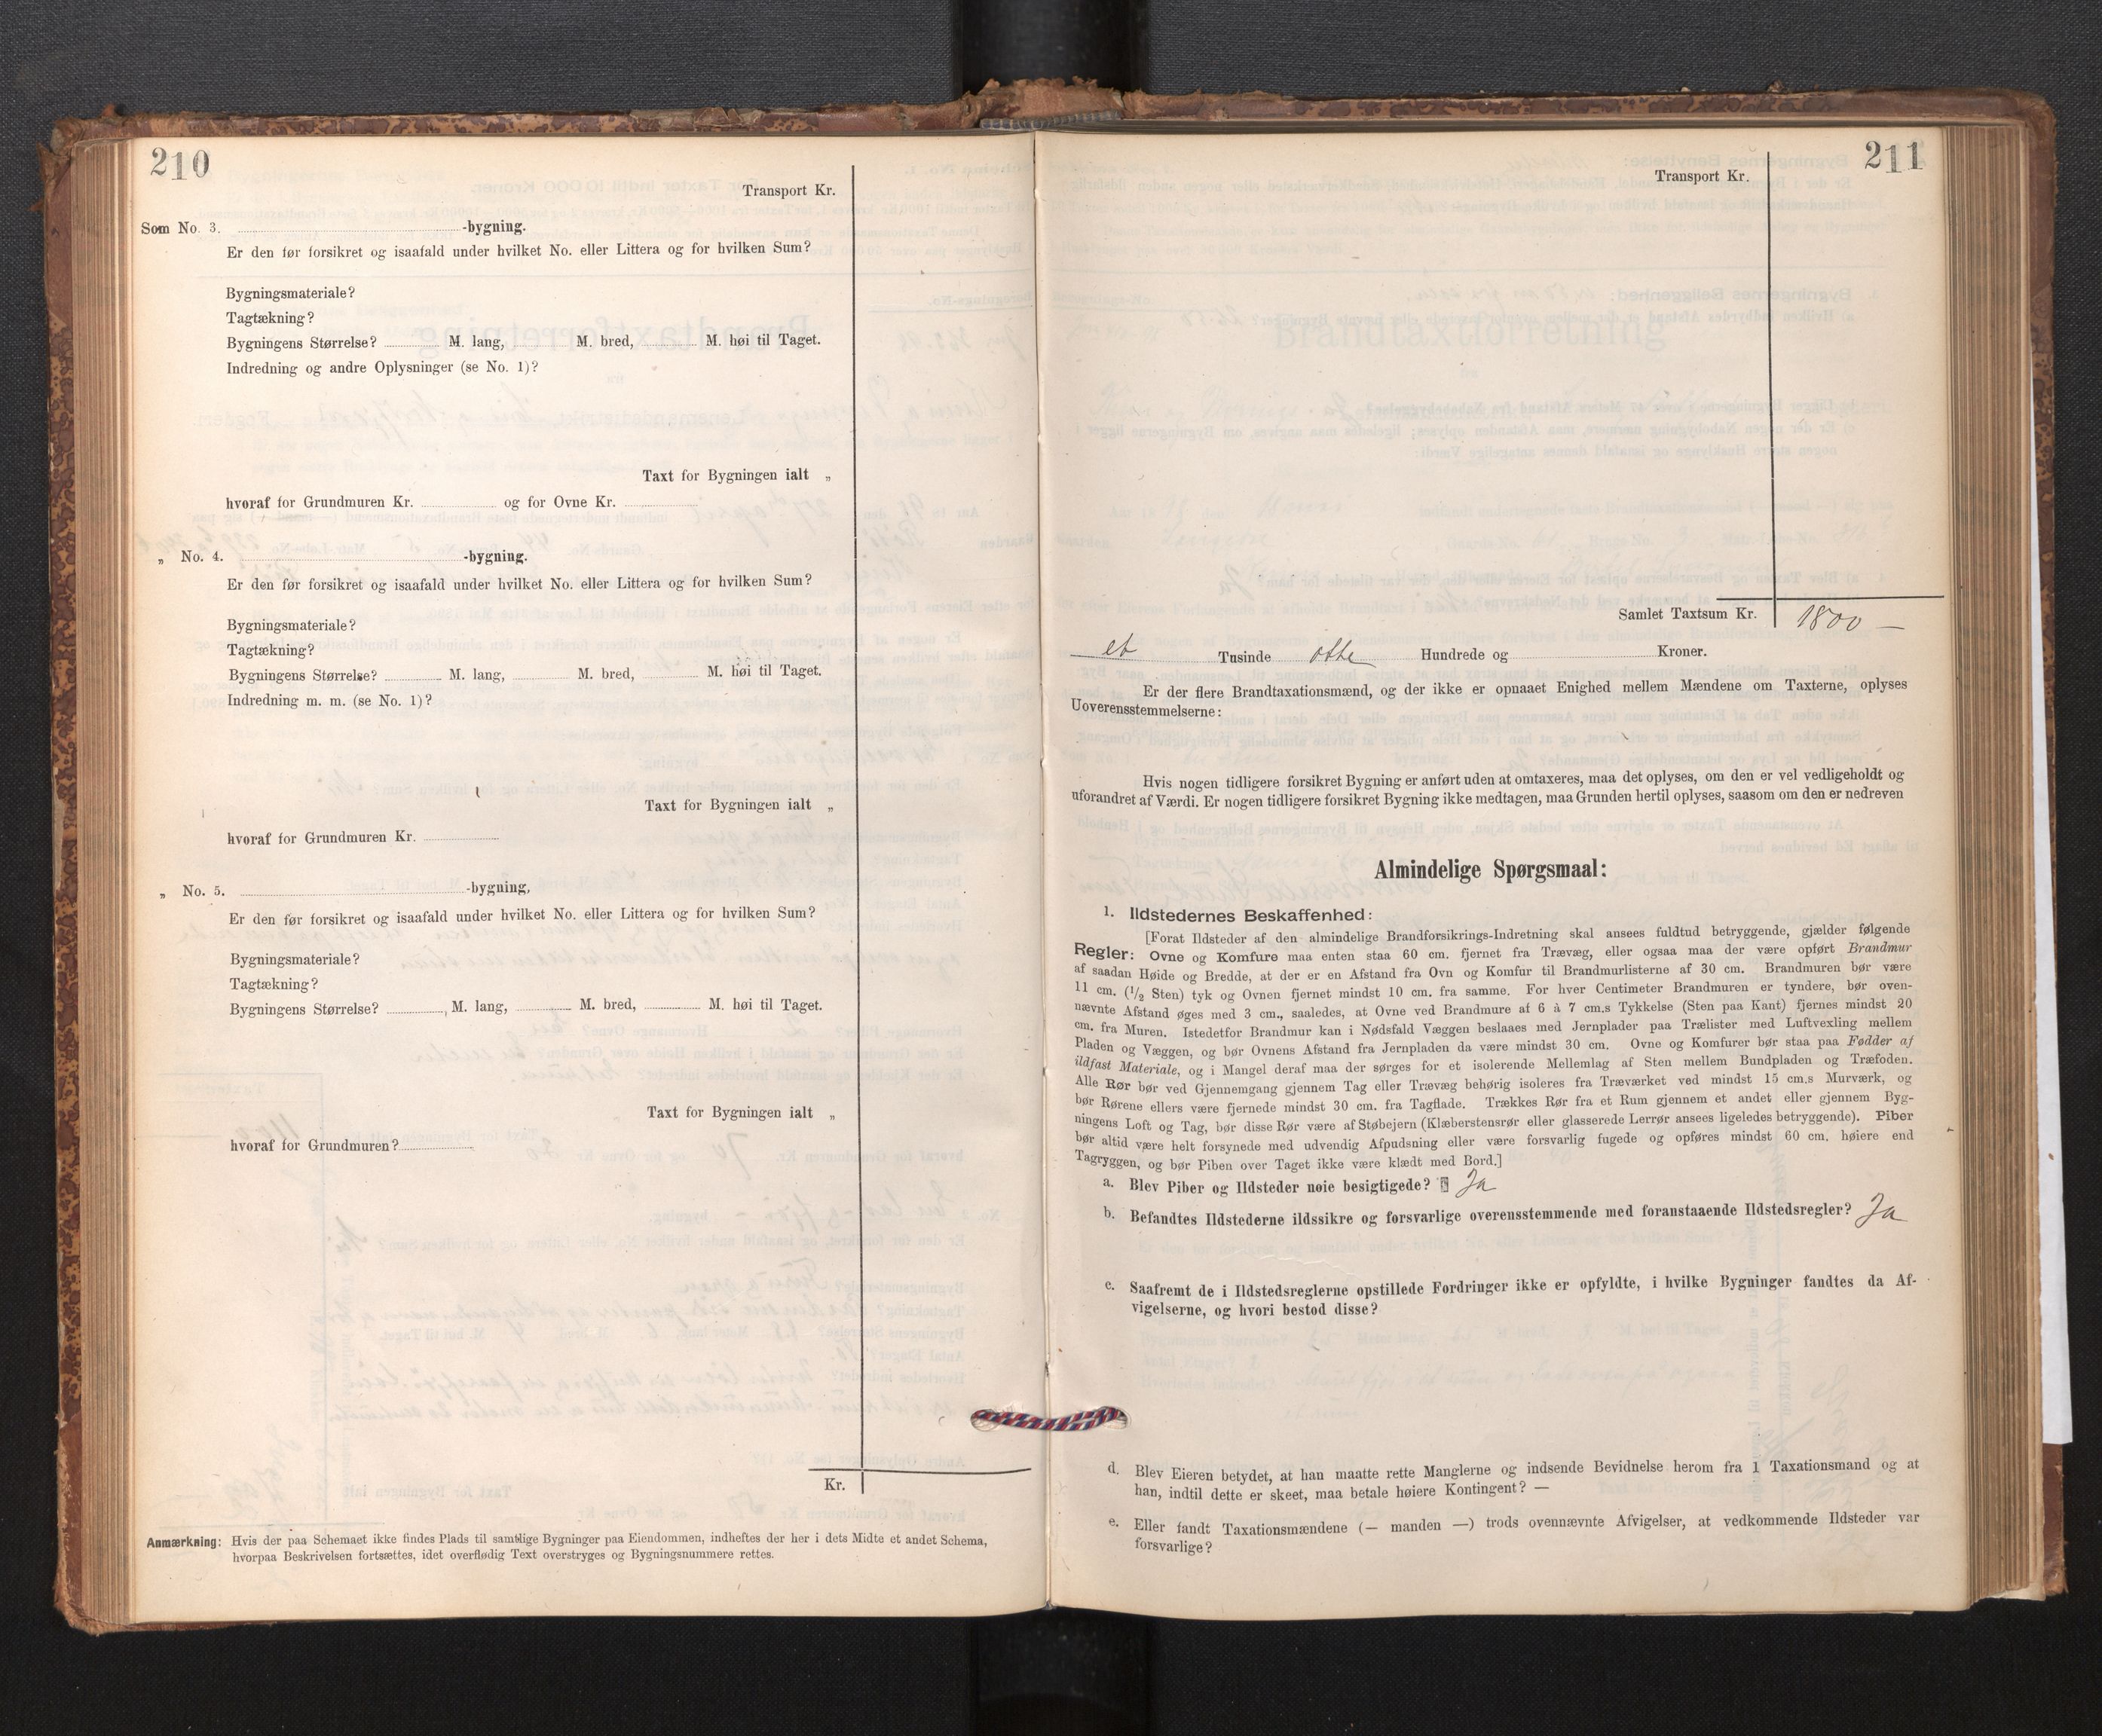 210
Transport Kr.
Som No. 3. -bygning.
Er den før forsikret og isaafald under hvilket No. eller Littera og for hvilken Sum?
Bygningsmateriale?
Tagtækning?
Bygningens Størrelse? M. lang, M. bred, M. høi til Taget.
Indredning og andre Oplysninger (se No. 1)?
Taxt for Bygningen ialt „
hvoraf for Grundmuren Kr. og for Ovne Kr.
„ No. 4. -bygning.
Er den før forsikret og isaafald under hvilket No. eller Littera og for hvilken Sum?
Bygningsmateriale?
Tagtækning?
Bygningens Størrelse? M. lang, M. bred, M. høi til Taget.
Indredning m. m. (se No. 1)?
Taxt for Bygningen ialt „
hvoraf for Grundmuren Kr.
„ No. 5. -bygning,
Er den før forsikret og isaafald under hvilket No. eller Littera og for hvilken Sum?
Bygningsmateriale?
Tagtækning?
Bygningens Størrelse? M. lang, M. bred, M. høi til Taget.
Taxt for Bygningen ialt „
hvoraf for Grundmuren?
Kr.
Anmærkning: Hvis der paa Schemaet ikke findes Plads til samtlige Bygninger paa Eiendommen, indheftes der her i dets Midte et andet Schema,
hvorpaa Beskrivelsen fortsættes, idet overflødig Text overstryges og Bygningsnummere rettes.
211
Transport Kr.
Samlet Taxtsum Kr. 1800 —
et Tusinde otte Hundrede og Kroner.
Er der flere Brandtaxationsmænd, og der ikke er opnaaet Enighed mellem Mændene om Taxterne, oplyses
Uoverensstemmelserne:
Hvis nogen tidligere forsikret Bygning er anført uden at omtaxeres, maa det oplyses, om den er vel vedligeholdt og
uforandret af Værdi. Er nogen tidligere forsikret Bygning ikke medtagen, maa Grunden hertil oplyses, saasom om den er nedreven
Almindelige Spørgsmaal:
1. Ildstedernes Beskaffenhed:
[Forat Ildsteder af den almindelige Brandforsikrings-Indretning skal ansees fuldtud betryggende, gjælder følgende
Regler: Ovne og Komfure maa enten staa 60 cm. fjernet fra Trævæg, eller ogsaa maa der være opført Brandmur
af saadan Høide og Bredde, at der er en Afstand fra Ovn og Komfur til Brandmurlisterne af 30 cm. Brandmuren bør være
11 cm. (1/2 Sten) tyk og Ovnen fjernet mindst 10 cm. fra samme. For hver Centimeter Brandmuren er tyndere, bør oven-
nævnte Afstand øges med 3 cm., saaledes, at Ovne ved Brandmure af 6 à 7 cm.s Tykkelse (Sten paa Kant) fjernes mindst 20
cm. fra Muren. Istedetfor Brandmur kan i Nødsfald Væggen beslaaes med Jernplader paa Trælister med Luftvexling mellem
Pladen og Væggen, og bør Ovnens Afstand fra Jernpladen da være mindst 30 cm. Ovne og Komfurer bør staa paa Fødder af
ildfast Materiale, og i Mangel deraf maa der sørges for et isolerende Mellemlag af Sten mellem Bundpladen og Træfoden.
Alle Rør bør ved Gjennemgang gjennem Tag eller Trævæg behørig isoleres fra Træværket ved mindst 15 cm.s Murværk, og
bør Rørene ellers være fjernede mindst 30 cm. fra Tagflade. Trækkes Rør fra et Rum gjennem et andet eller gjennem Byg-
ningens Loft og Tag, bør disse Rør være af Støbejern (Klæberstensrør eller glasserede Lerrør ansees ligeledes betryggende). Piber
bør altid være helt forsynede med udvendig Afpudsning eller være forsvarlig fugede og opføres mindst 60 cm. høiere end
Tagryggen, og bør Piben over Taget ikke være klædt med Bord.]
a. Blev Piber og Ildsteder nøie besigtigede? Ja
b. Befandtes Ildstederne ildssikre og forsvarlige overensstemmende med foranstaaende Ildstedsregler? Ja
c. Saafremt de i Ildstedsreglerne opstillede Fordringer ikke er opfyldte, i hvilke Bygninger fandtes da Af-
vigelserne, og hvori bestod disse?
d. Blev Eieren betydet, at han maatte rette Manglerne og indsende Bevidnelse herom fra 1 Taxationsmand og at
han, indtil dette er skeet, maa betale høiere Kontingent? —
e. Eller fandt Taxationsmændene (— manden —) trods ovennævnte Afvigelser, at vedkommende Ildsteder var
forsvarlige?